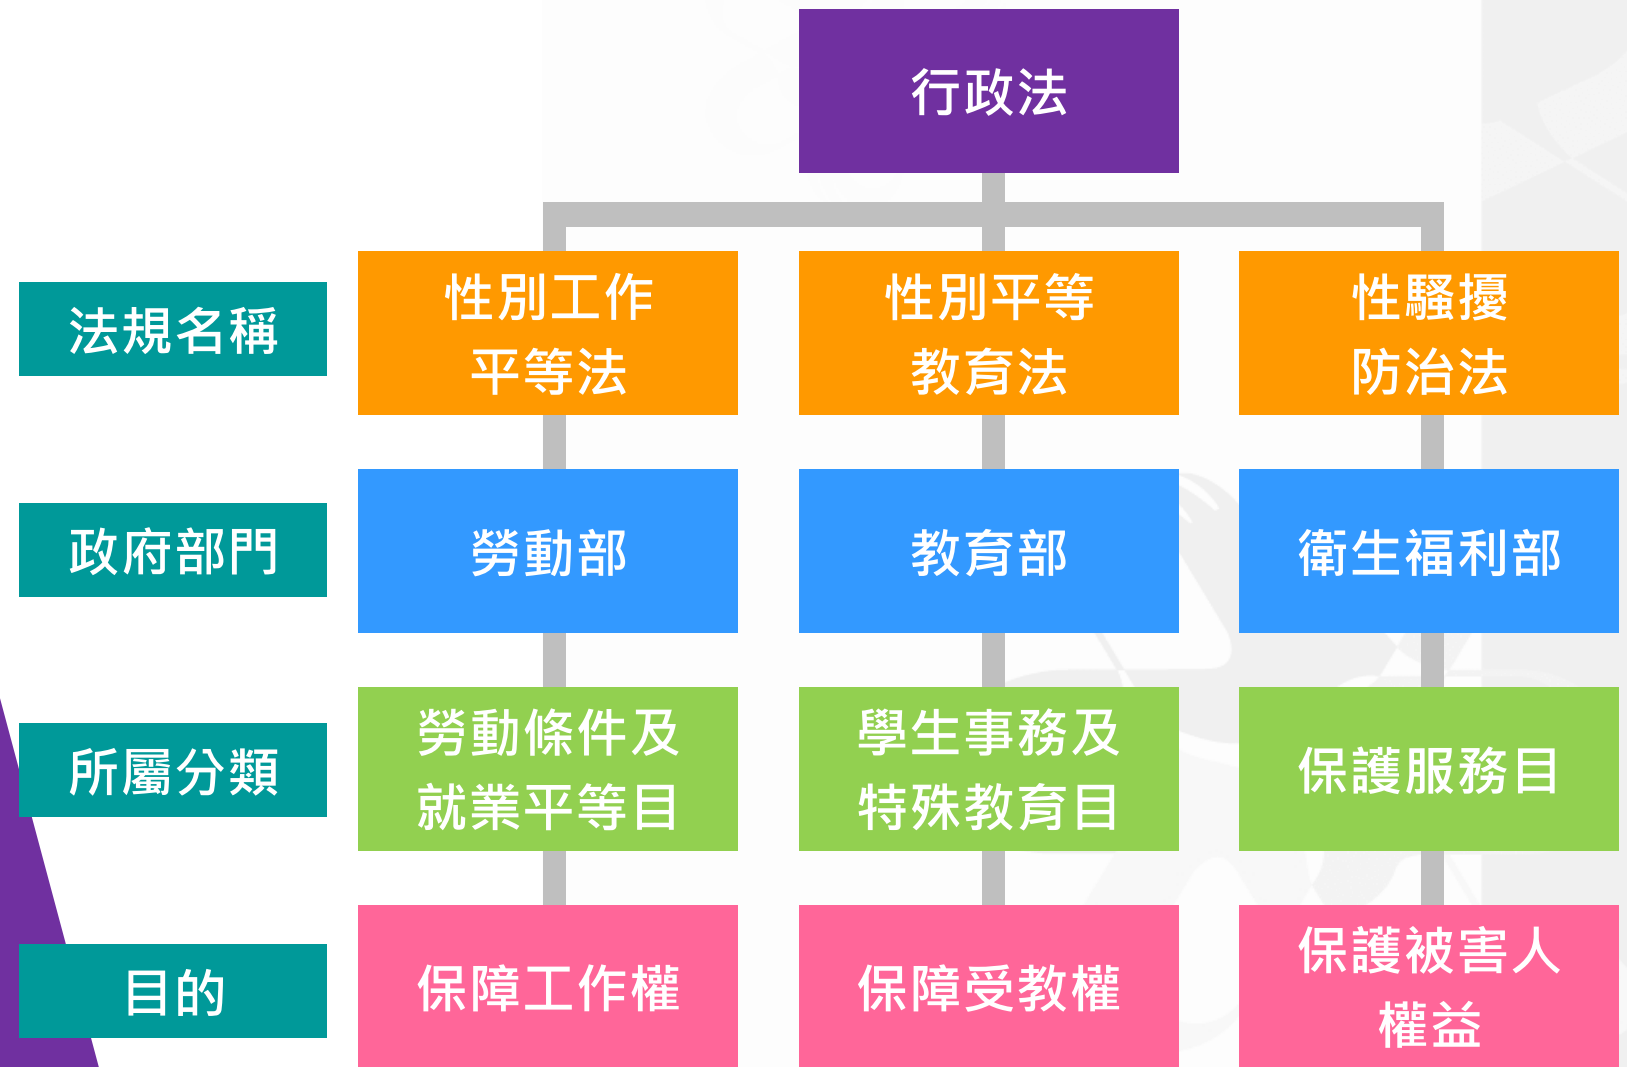 行政法
法規名稱
性別工作
平等法
性別平等
教育法
性騷擾
防治法
政府部門
勞動部
教育部
衛生福利部
所屬分類
勞動條件及
就業平等目
學生事務及
特殊教育目
保護服務目
目的
保障工作權
保障受教權
保護被害人
權益